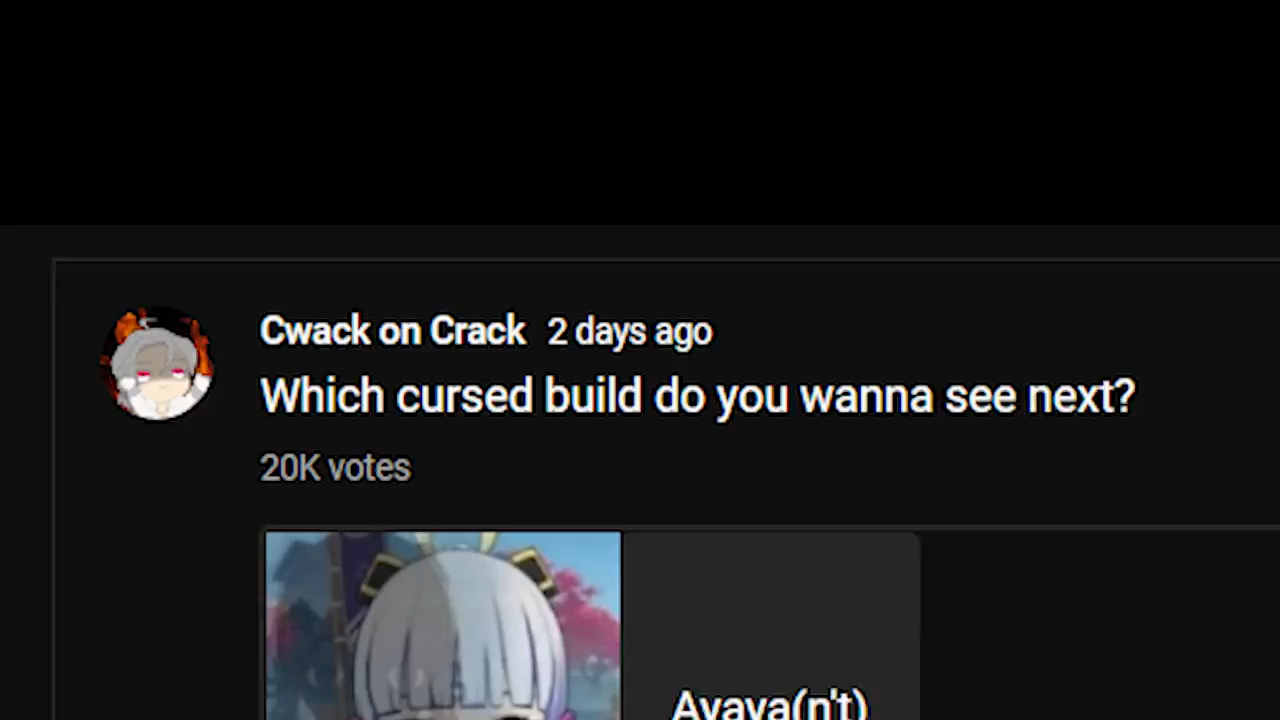 Cwack on Crack 2 days ago
Which cursed build do you wanna see next?
20K votes
Ayaya(n't)